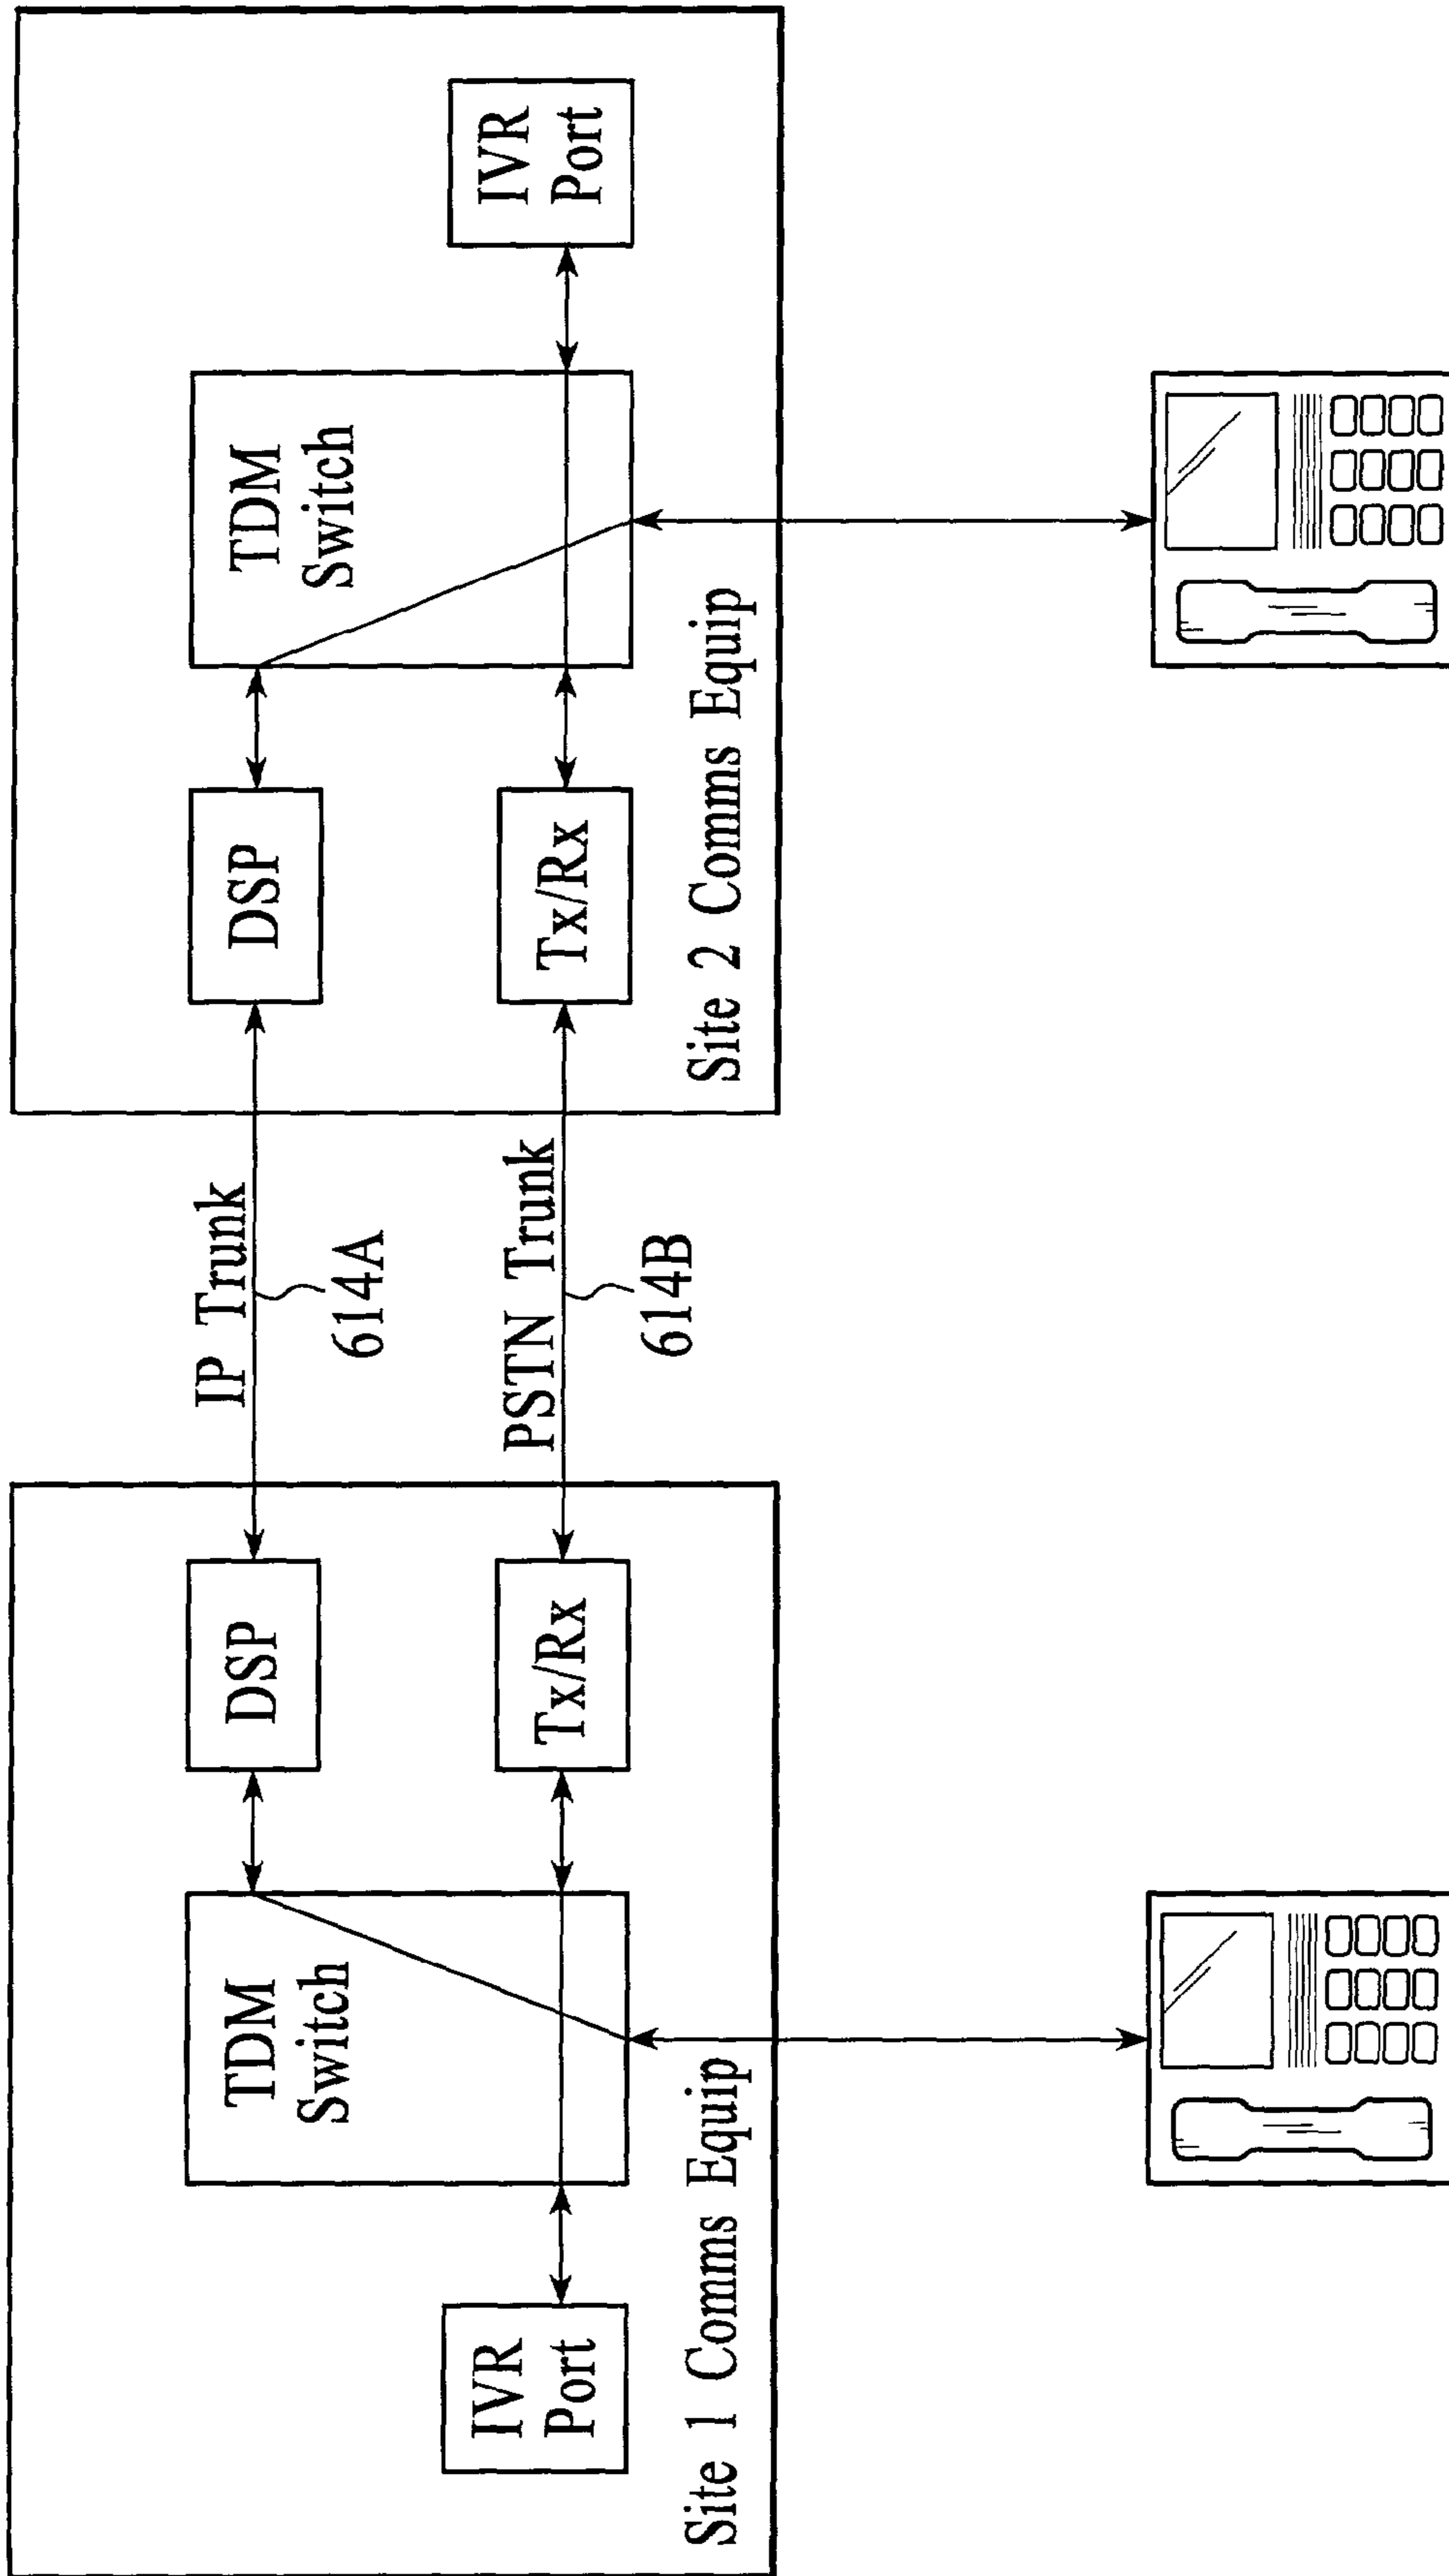 IVR
Port
TDM
Switch
DSP
Tx/Rx
Site 1 Comms Equip
IP Trunk
614A
PSTN Trunk
614B
DSP
Tx/Rx
TDM
Switch
IVR
Port
Site 2 Comms Equip